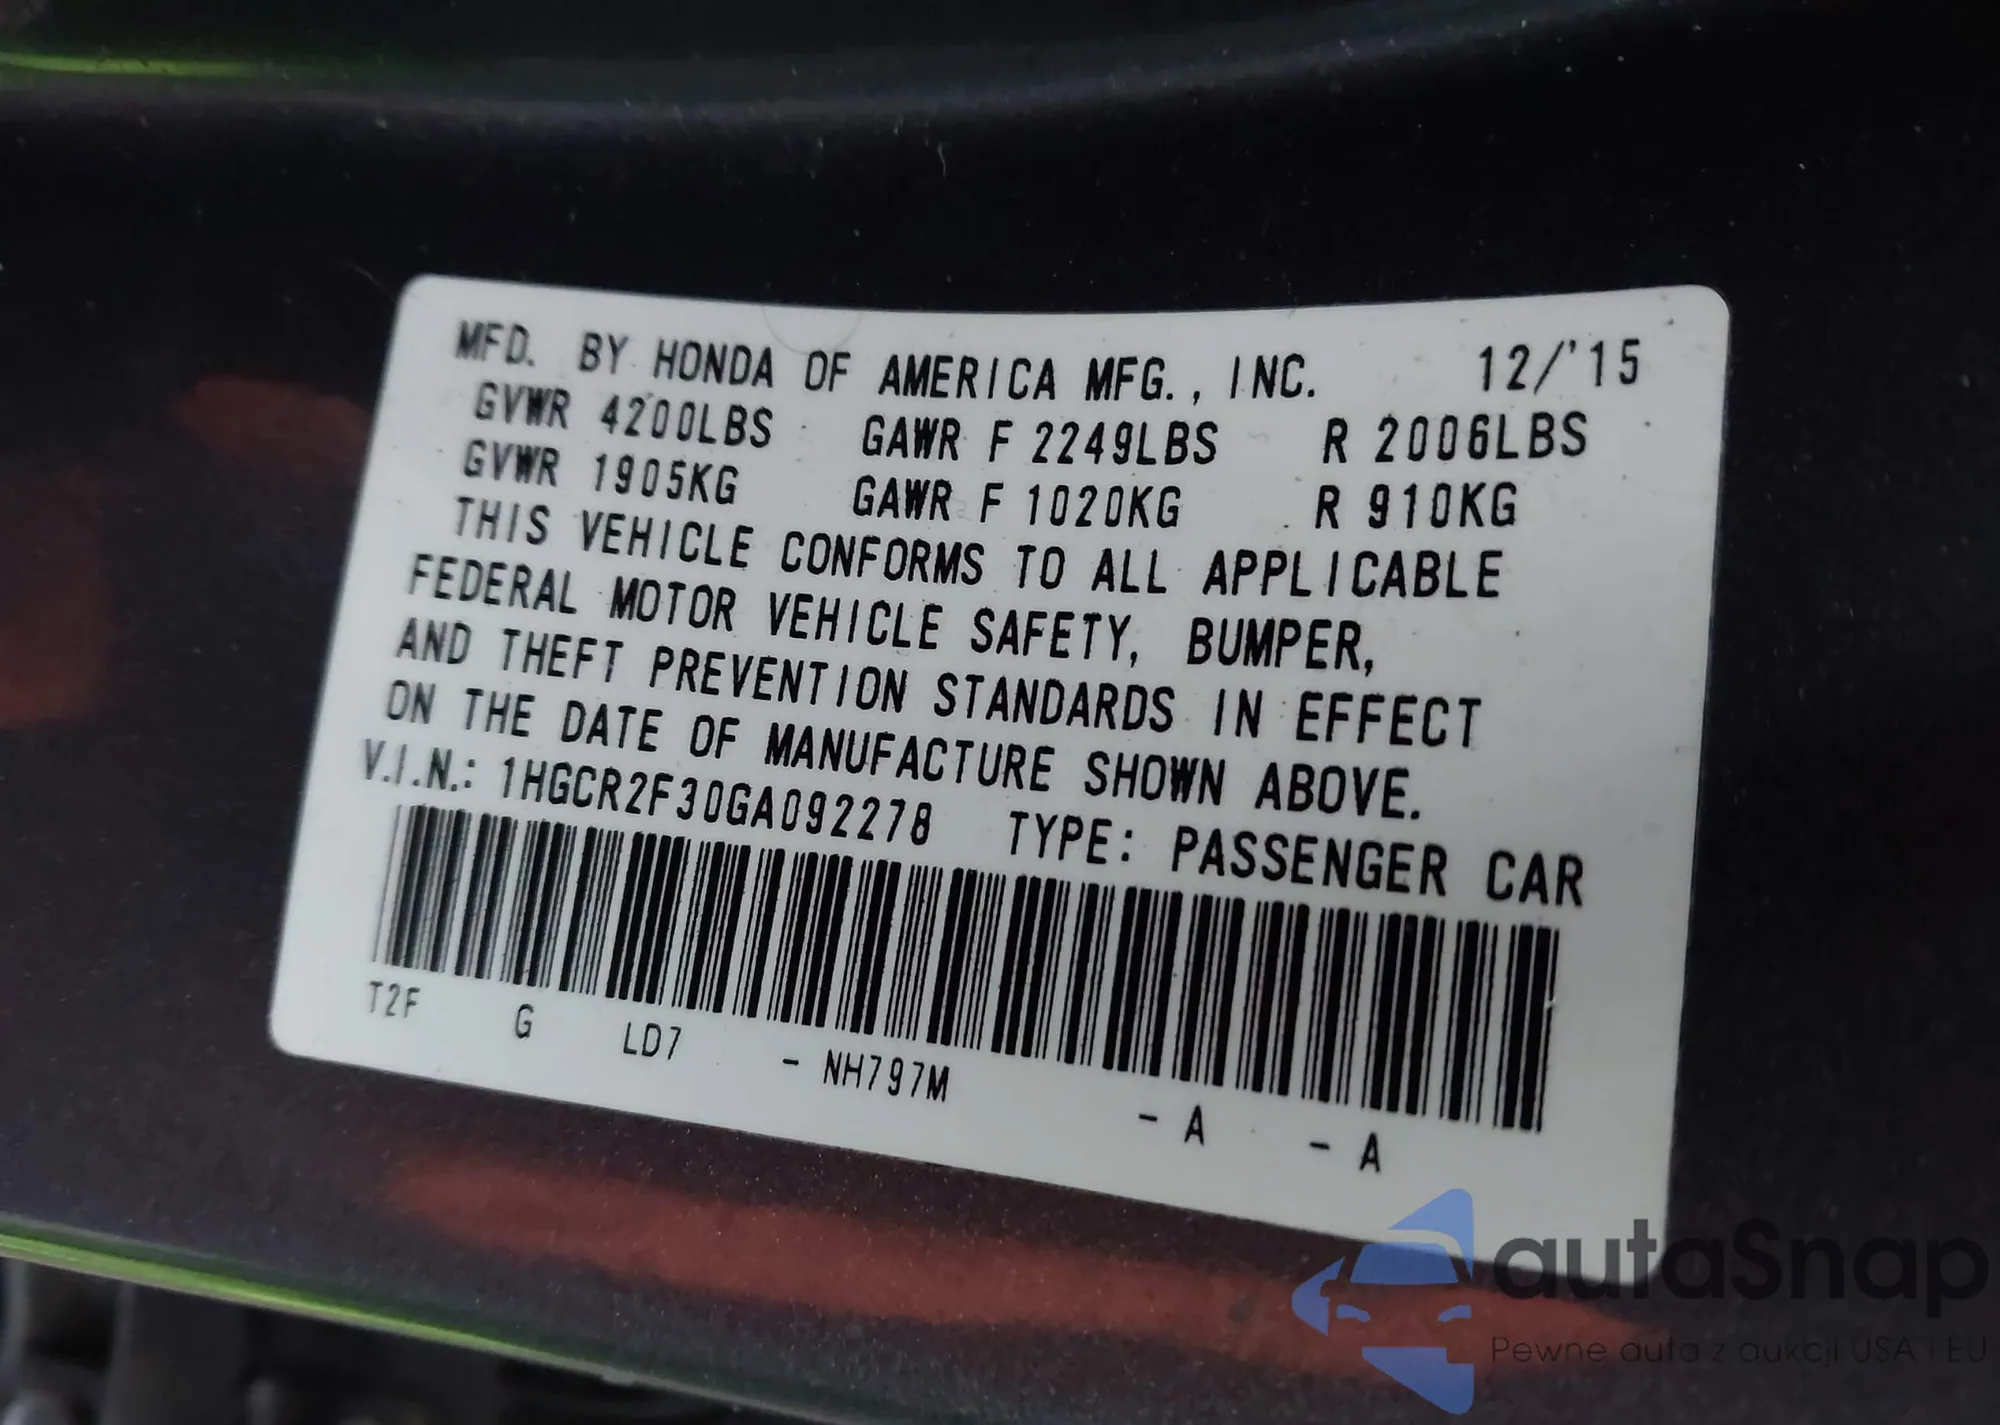 MFD. BY HONDA OF AMERICA MFG., INC. 12/'15
GVWR 4200LBS GAWR F 2249LBS R 2006LBS
GVWR 1905KG GAWR F 1020KG R 910KG
THIS VEHICLE CONFORMS TO ALL APPLICABLE
FEDERAL MOTOR VEHICLE SAFETY, BUMPER,
AND THEFT PREVENTION STANDARDS IN EFFECT
ON THE DATE OF MANUFACTURE SHOWN ABOVE.
V.I.N.: 1HGCR2F30GA092278 TYPE: PASSENGER CAR
T2F G LD7 - NH797M - A - A
autaSnap
Pewne auta z aukcji USA i EU